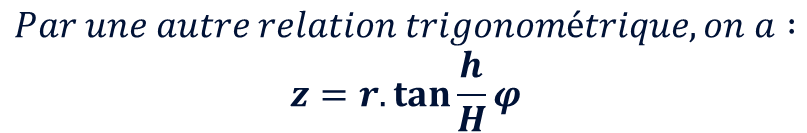 Par une autre relation trigonométrique, on a :
z = r. tan h/H φ